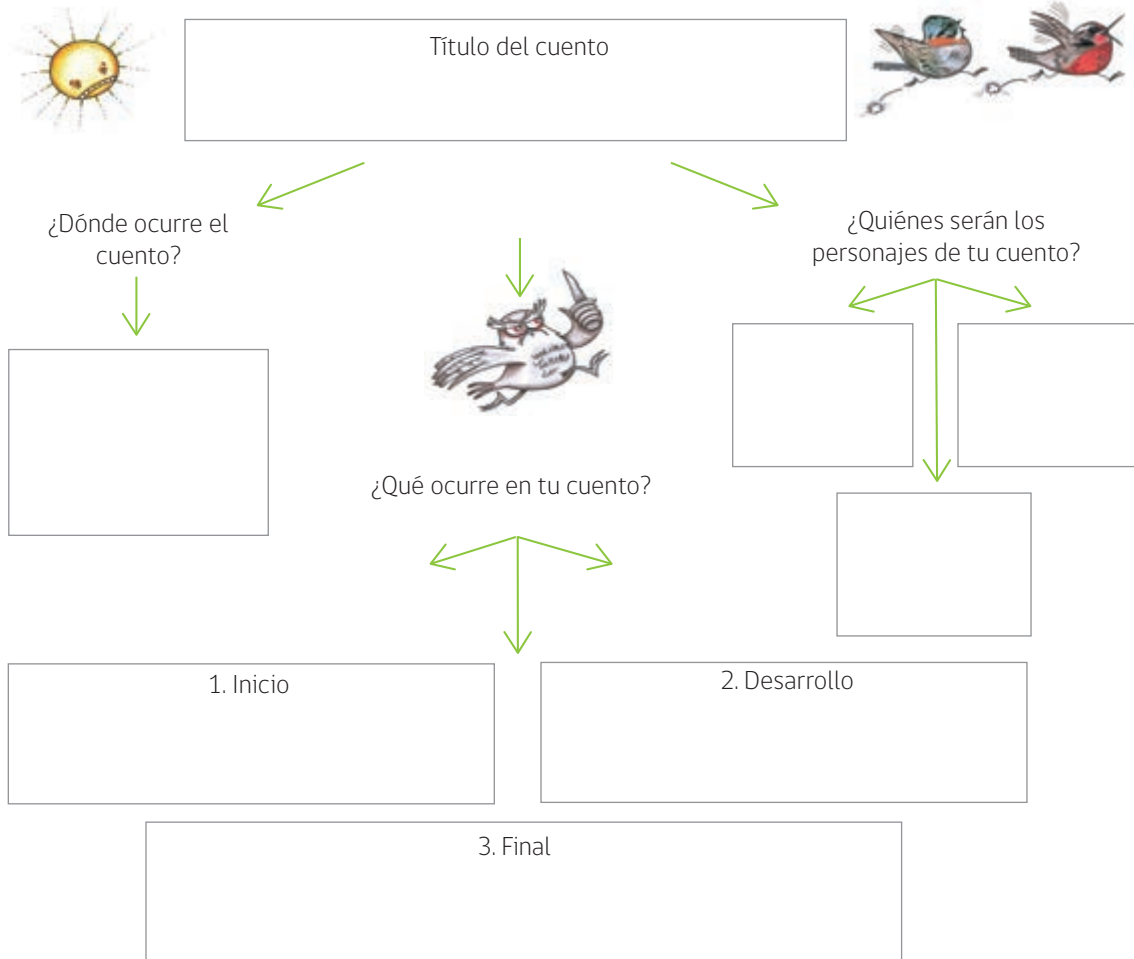 Título del cuento
¿Dónde ocurre el
cuento?
¿Quiénes serán los
personajes de tu cuento?
¿Qué ocurre en tu cuento?
1. Inicio
2. Desarrollo
3. Final